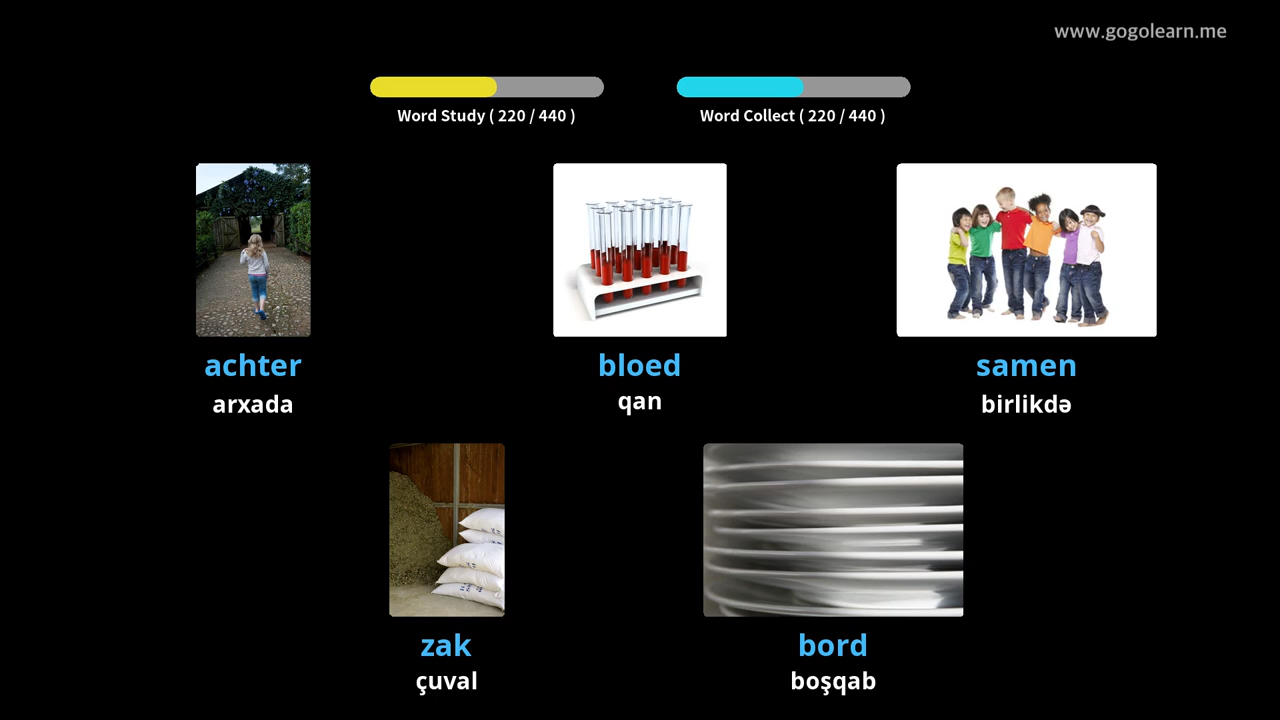 www.gogolearn.me
Word Study ( 220 / 440 )
Word Collect ( 220 / 440 )
achter
arxada
bloed
qan
samen
birlikdə
zak
çuval
bord
boşqab